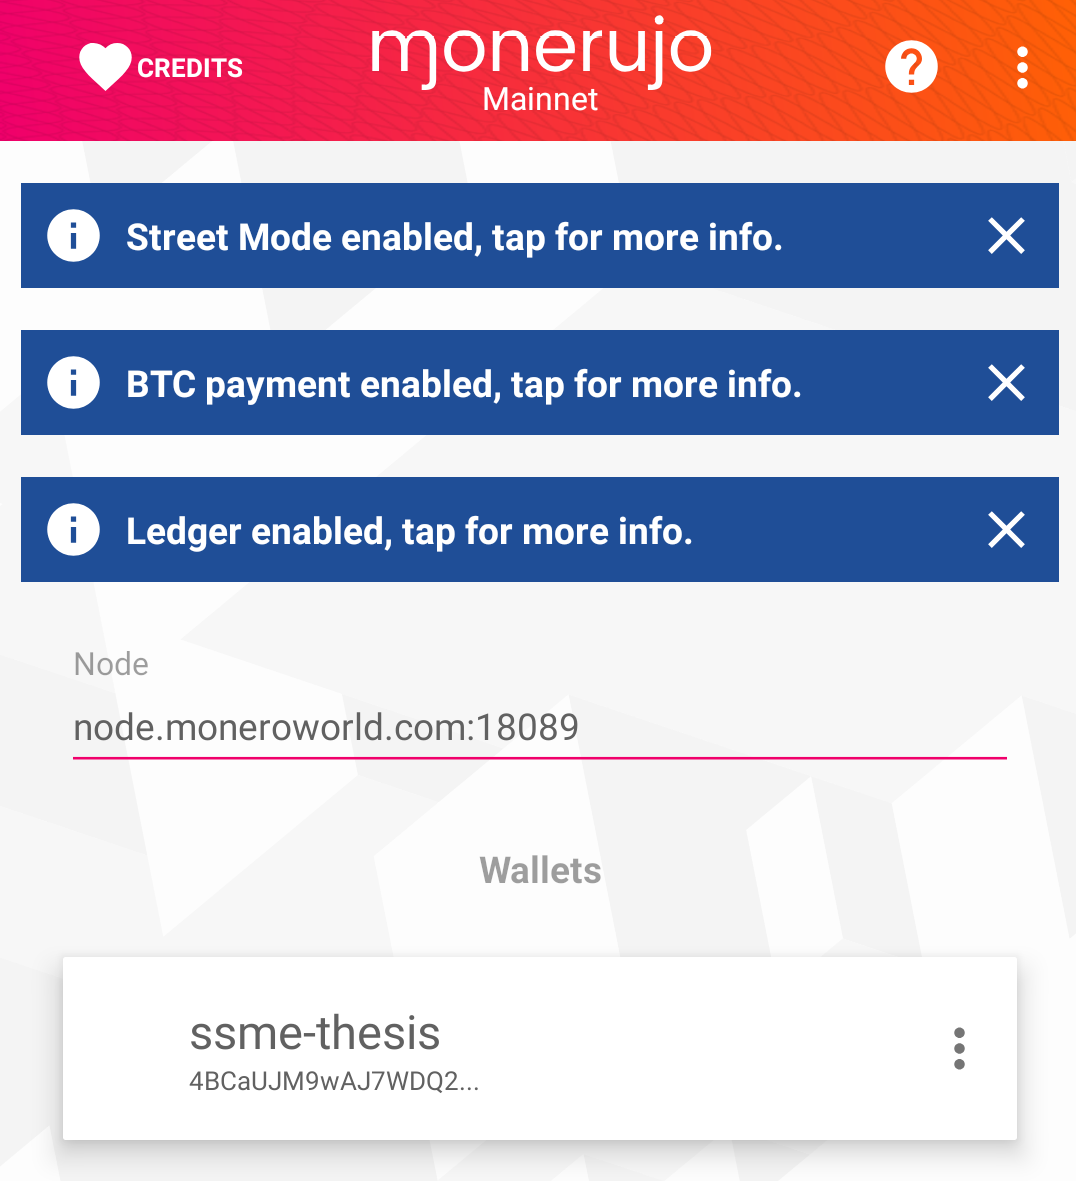 CREDITS
monerujo
Mainnet
Street Mode enabled, tap for more info.
BTC payment enabled, tap for more info.
Ledger enabled, tap for more info.
Node
node.moneroworld.com:18089
Wallets
ssme-thesis
4BCaUJM9wAJ7WDQ2...